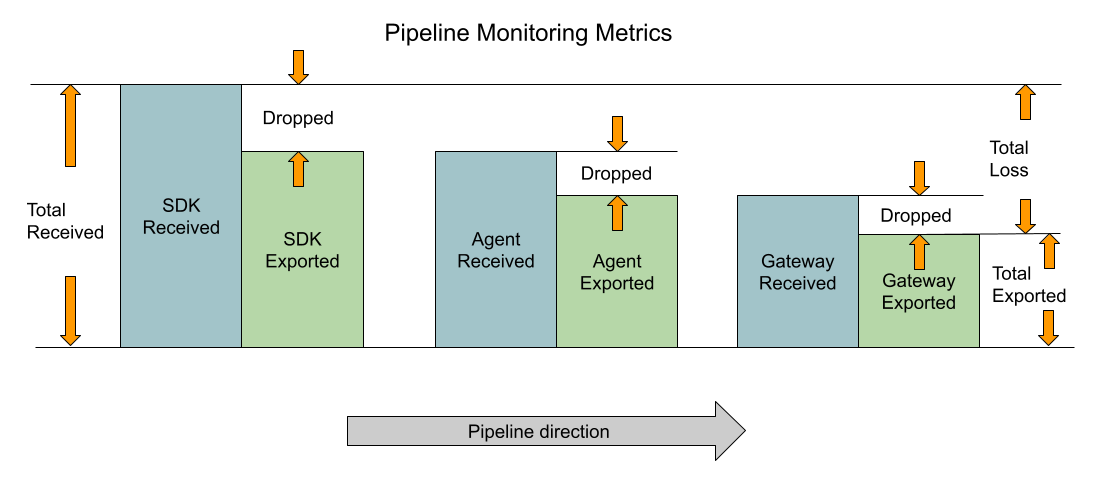 Pipeline Monitoring Metrics
Dropped
Total
Received
SDK
Received
SDK
Exported
Dropped
Agent
Received
Agent
Exported
Dropped
Gateway
Received
Gateway
Exported
Total
Loss
Total
Exported
Pipeline direction